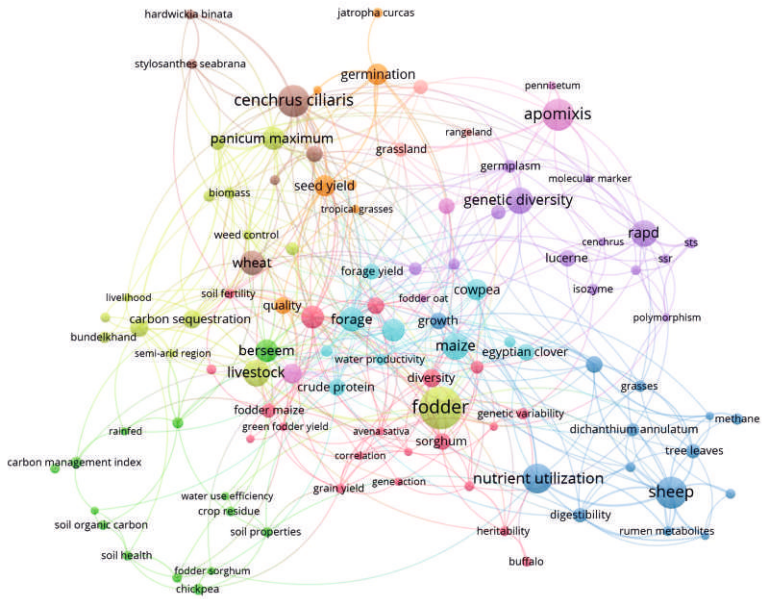 hardwickia binata
jatropha curcas
stylosanthes seabrana
germination
pennisetum
cenchrus ciliaris
apomixis
rangeland
panicum maximum
grassland
germplasm
molecular marker
seed yield
biomass
genetic diversity
tropical grasses
weed control
rapd
cenchrus
sts
wheat
lucerne
ssr
forage yield
soil fertility
cowpea
isozyme
livelihood
fodder oat
quality
carbon sequestration
forage
growth
polymorphism
bundelkhand
semi-arid region
berseem
maize
egyptian clover
water productivity
livestock
diversity
crude protein
grasses
fodder
fodder maize
genetic variability
methane
green fodder yield
rainfed
avena sativa
dichanthium annulatum
sorghum
tree leaves
correlation
carbon management index
gene action
nutrient utilization
grain yield
sheep
water use efficiency
crop residue
digestibility
soil organic carbon
soil properties
heritability
rumen metabolites
soil health
buffalo
fodder sorghum
chickpea